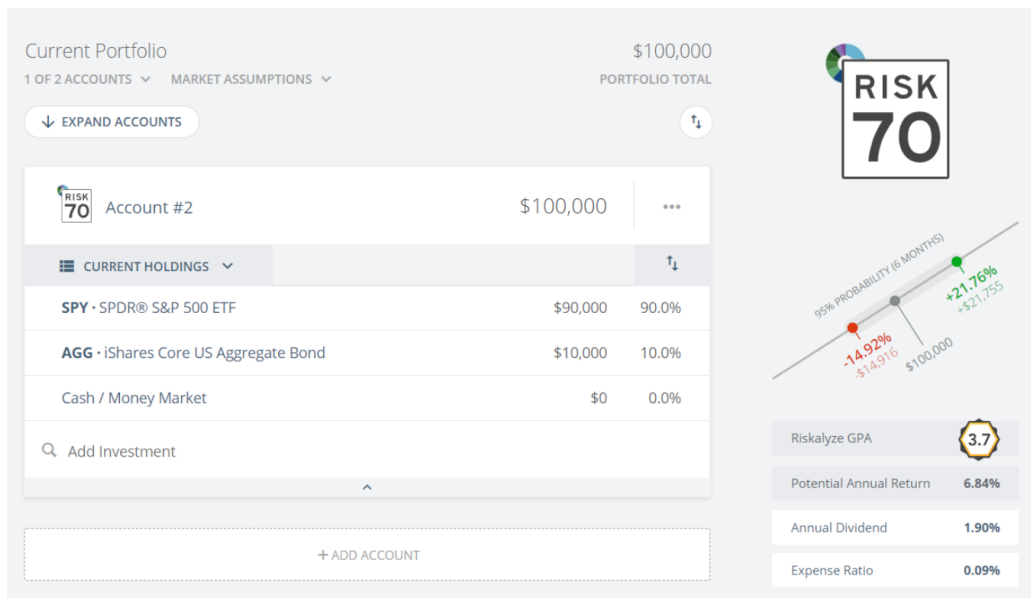 Current Portfolio
$100,000
1 OF 2 ACCOUNTS
MARKET ASSUMPTIONS
PORTFOLIO TOTAL
EXPAND ACCOUNTS
RISK
70
Account #2
$100,000
CURRENT HOLDINGS
SPY · SPDR® S&P 500 ETF
$90,000
90.0%
AGG · iShares Core US Aggregate Bond
$10,000
10.0%
Cash / Money Market
$0
0.0%
Add Investment
+ ADD ACCOUNT
RISK
70
95% PROBABILITY (6 MONTHS)
+21.76%
+$21,755
-14.92%
-$14,916
$100,000
Riskalyze GPA
3.7
Potential Annual Return
6.84%
Annual Dividend
1.90%
Expense Ratio
0.09%